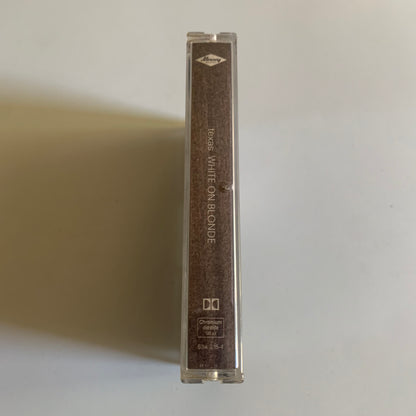 Mercury
texas WHITE ON BLONDE
Chromium
dioxide